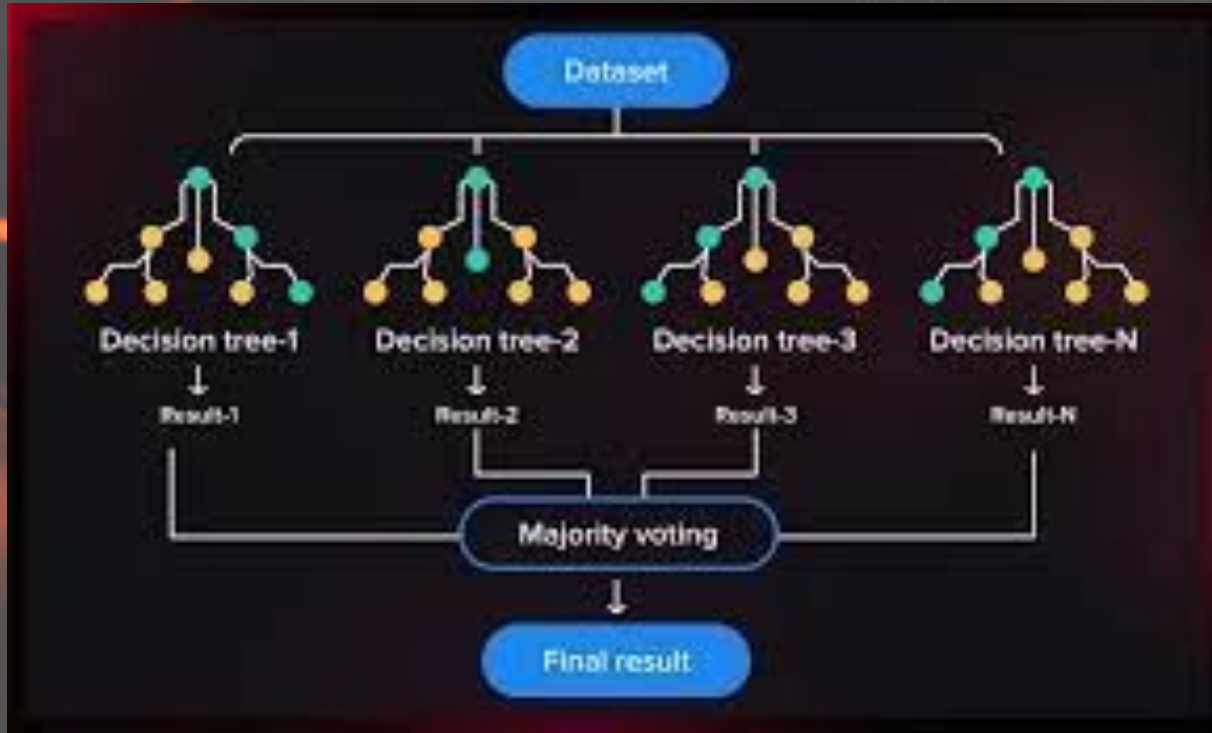 Dataset
Decision tree-1
Decision tree-2
Decision tree-3
Decision tree-N
Result-1
Result-2
Result-3
Result-N
Majority voting
Final result